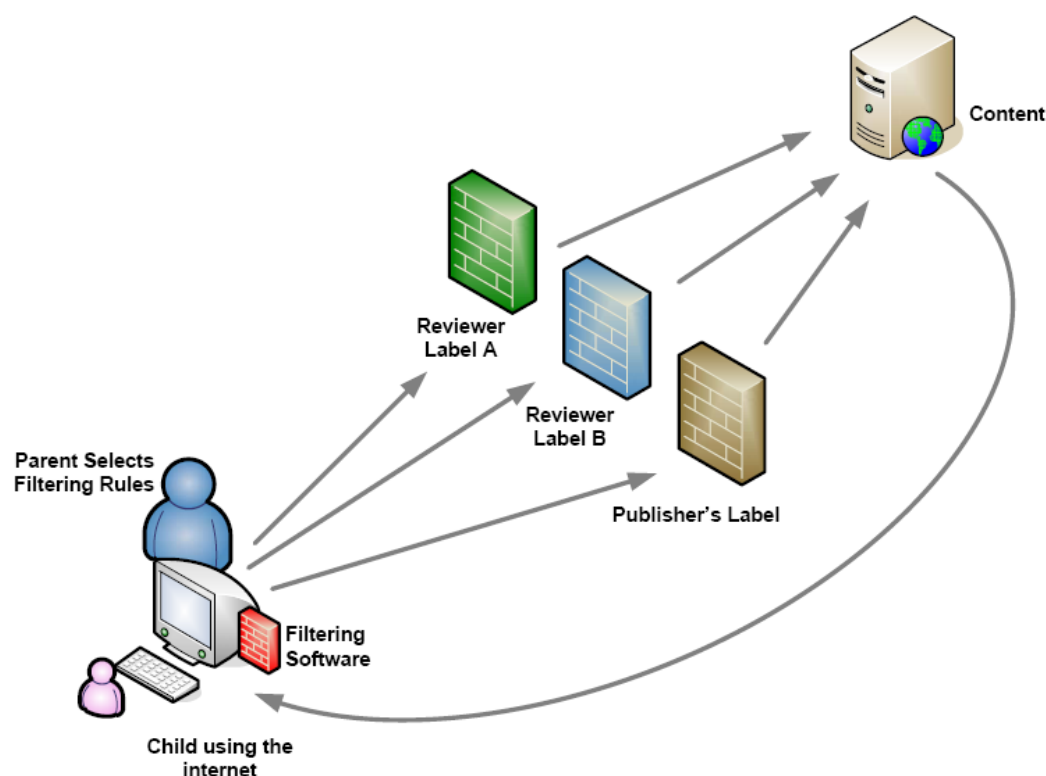 Content
Reviewer
Label A
Reviewer
Label B
Publisher's Label
Parent Selects
Filtering Rules
Filtering
Software
Child using the
internet